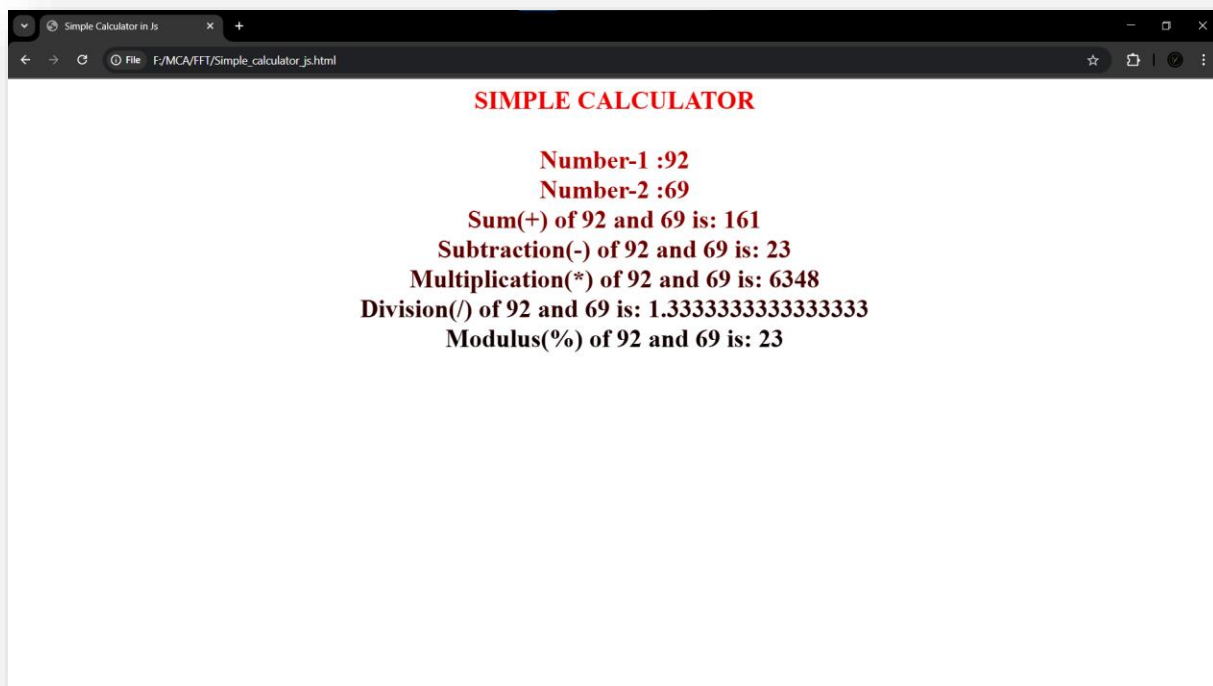 Simple Calculator in Js
File F:/MCA/FFT/Simple_calculator_js.html
SIMPLE CALCULATOR
Number-1 :92
Number-2 :69
Sum(+) of 92 and 69 is: 161
Subtraction(-) of 92 and 69 is: 23
Multiplication(*) of 92 and 69 is: 6348
Division(/) of 92 and 69 is: 1.3333333333333333
Modulus(%) of 92 and 69 is: 23